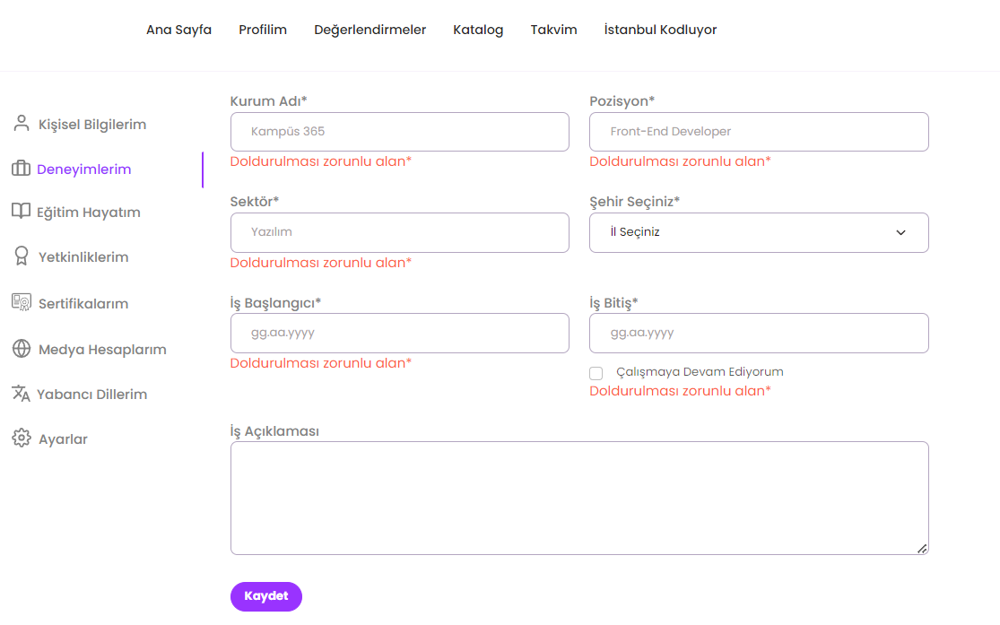 Ana Sayfa Profilim Değerlendirmeler Katalog Takvim İstanbul Kodluyor
Kişisel Bilgilerim
Deneyimlerim
Eğitim Hayatım
Yetkinliklerim
Sertifikalarım
Medya Hesaplarım
Yabancı Dillerim
Ayarlar
Kurum Adı* Pozisyon*
Kampüs 365 Front-End Developer
Doldurulması zorunlu alan* Doldurulması zorunlu alan*
Sektör* Şehir Seçiniz*
Yazılım İl Seçiniz
Doldurulması zorunlu alan*
İş Başlangıcı* İş Bitiş*
gg.aa.yyyy gg.aa.yyyy
Doldurulması zorunlu alan* Çalışmaya Devam Ediyorum
Doldurulması zorunlu alan*
İş Açıklaması
Kaydet